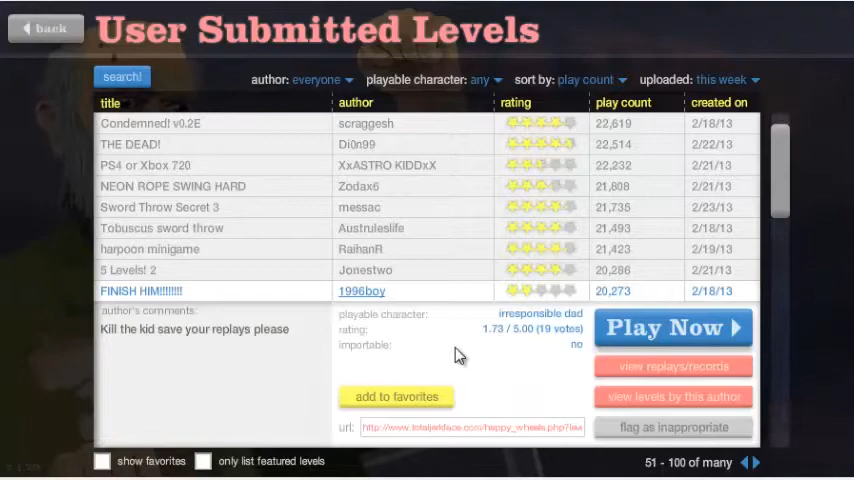 back
User Submitted Levels
search! author: everyone playable character: any sort by: play count uploaded: this week
title author rating play count created on
Condemned! v0.2E scraggesh 22,619 2/18/13
THE DEAD! Di0n99 22,514 2/22/13
PS4 or Xbox 720 XxASTRO KIDDxX 22,232 2/21/13
NEON ROPE SWING HARD Zodax6 21,808 2/21/13
Sword Throw Secret 3 messac 21,735 2/23/13
Tobuscus sword throw Austruleslife 21,493 2/18/13
harpoon minigame RaihanR 21,423 2/19/13
5 Levels! 2 Jonestwo 20,286 2/21/13
FINISH HIM!!!!!!!! 1996boy 20,273 2/18/13
author's comments:
Kill the kid save your replays please
playable character: irresponsible dad
rating: 1.73 / 5.00 (19 votes)
importable: no
add to favorites
url: http://www.totaljerkface.com/happy_wheels.php?lev
Play Now
view replays/records
view levels by this author
flag as inappropriate
show favorites only list featured levels 51 - 100 of many